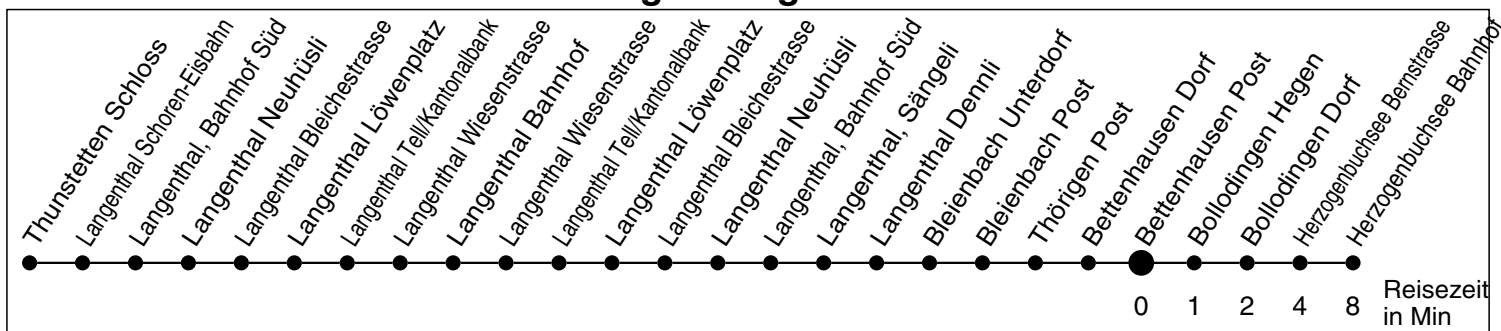 Thunstetten Schloss
Langenthal Schoren-Eisbahn
Langenthal, Bahnhof Süd
Langenthal Neuhüsli
Langenthal Bleichestrasse
Langenthal Löwenplatz
Langenthal Tell/Kantonalbank
Langenthal Wiesenstrasse
Langenthal Bahnhof
Langenthal Wiesenstrasse
Langenthal Tell/Kantonalbank
Langenthal Löwenplatz
Langenthal Bleichestrasse
Langenthal Neuhüsli
Langenthal, Bahnhof Süd
Langenthal, Sängeli
Langenthal Dennli
Bleienbach Unterdorf
Bleienbach Post
Thörigen Post
Bettenhausen Dorf
Bettenhausen Post
Bollodingen Hegen
Bollodingen Dorf
Herzogenbuchsee Bernstrasse
Herzogenbuchsee Bahnhof
0 1 2 4 8
Reisezeit
in Min